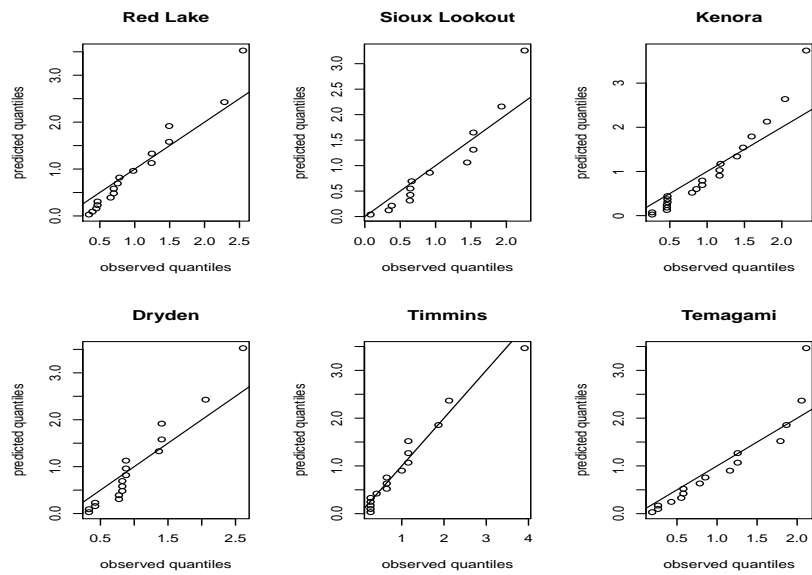 Red Lake
predicted quantiles
0.0 1.0 2.0 3.0
0.5 1.0 1.5 2.0 2.5
observed quantiles
Sioux Lookout
predicted quantiles
0.0 0.5 1.0 1.5 2.0 2.5 3.0
0.0 0.5 1.0 1.5 2.0
observed quantiles
Kenora
predicted quantiles
0 1 2 3
0.5 1.0 1.5 2.0
observed quantiles
Dryden
predicted quantiles
0.0 1.0 2.0 3.0
0.5 1.0 1.5 2.0 2.5
observed quantiles
Timmins
predicted quantiles
0.0 1.0 2.0 3.0
1 2 3 4
observed quantiles
Temagami
predicted quantiles
0.0 1.0 2.0 3.0
0.5 1.0 1.5 2.0
observed quantiles